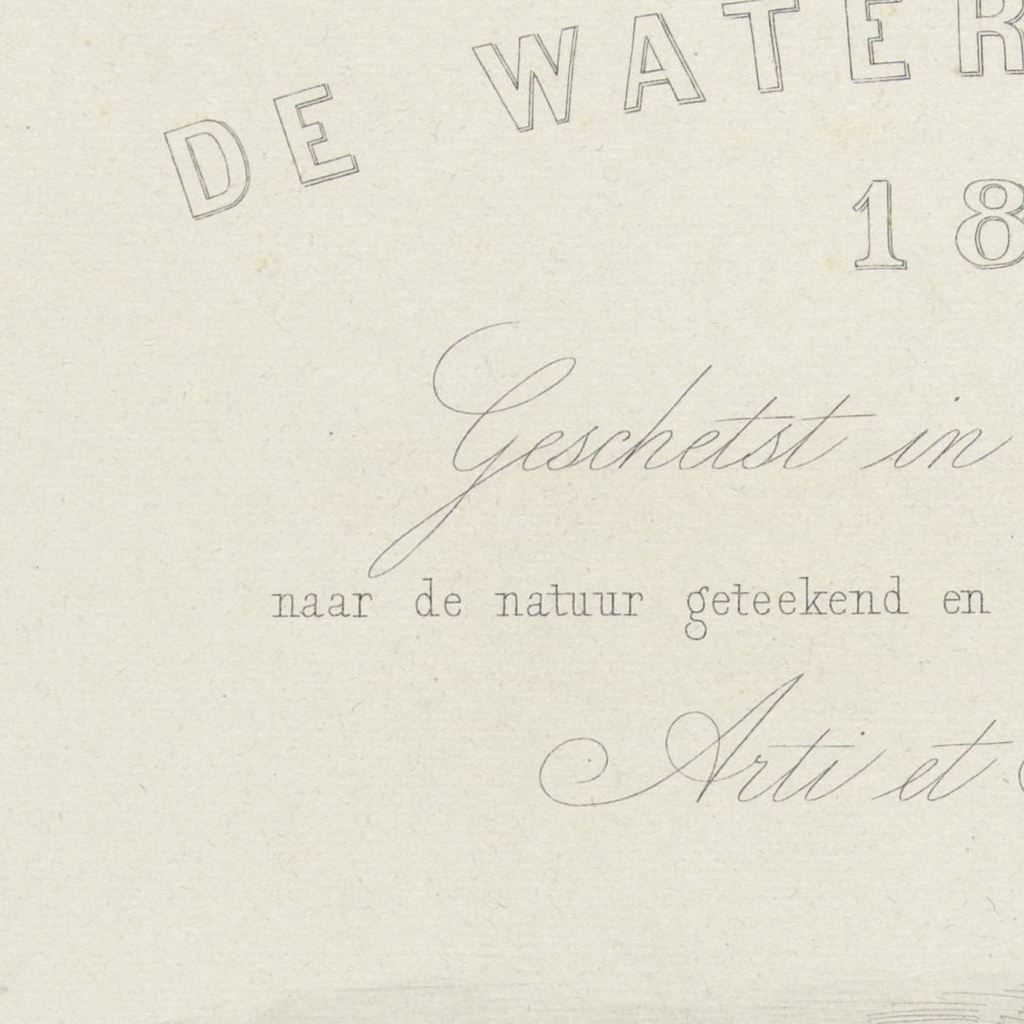 DE WATER
18
Geschetst in
naar de natuur geteekend en
Arti et